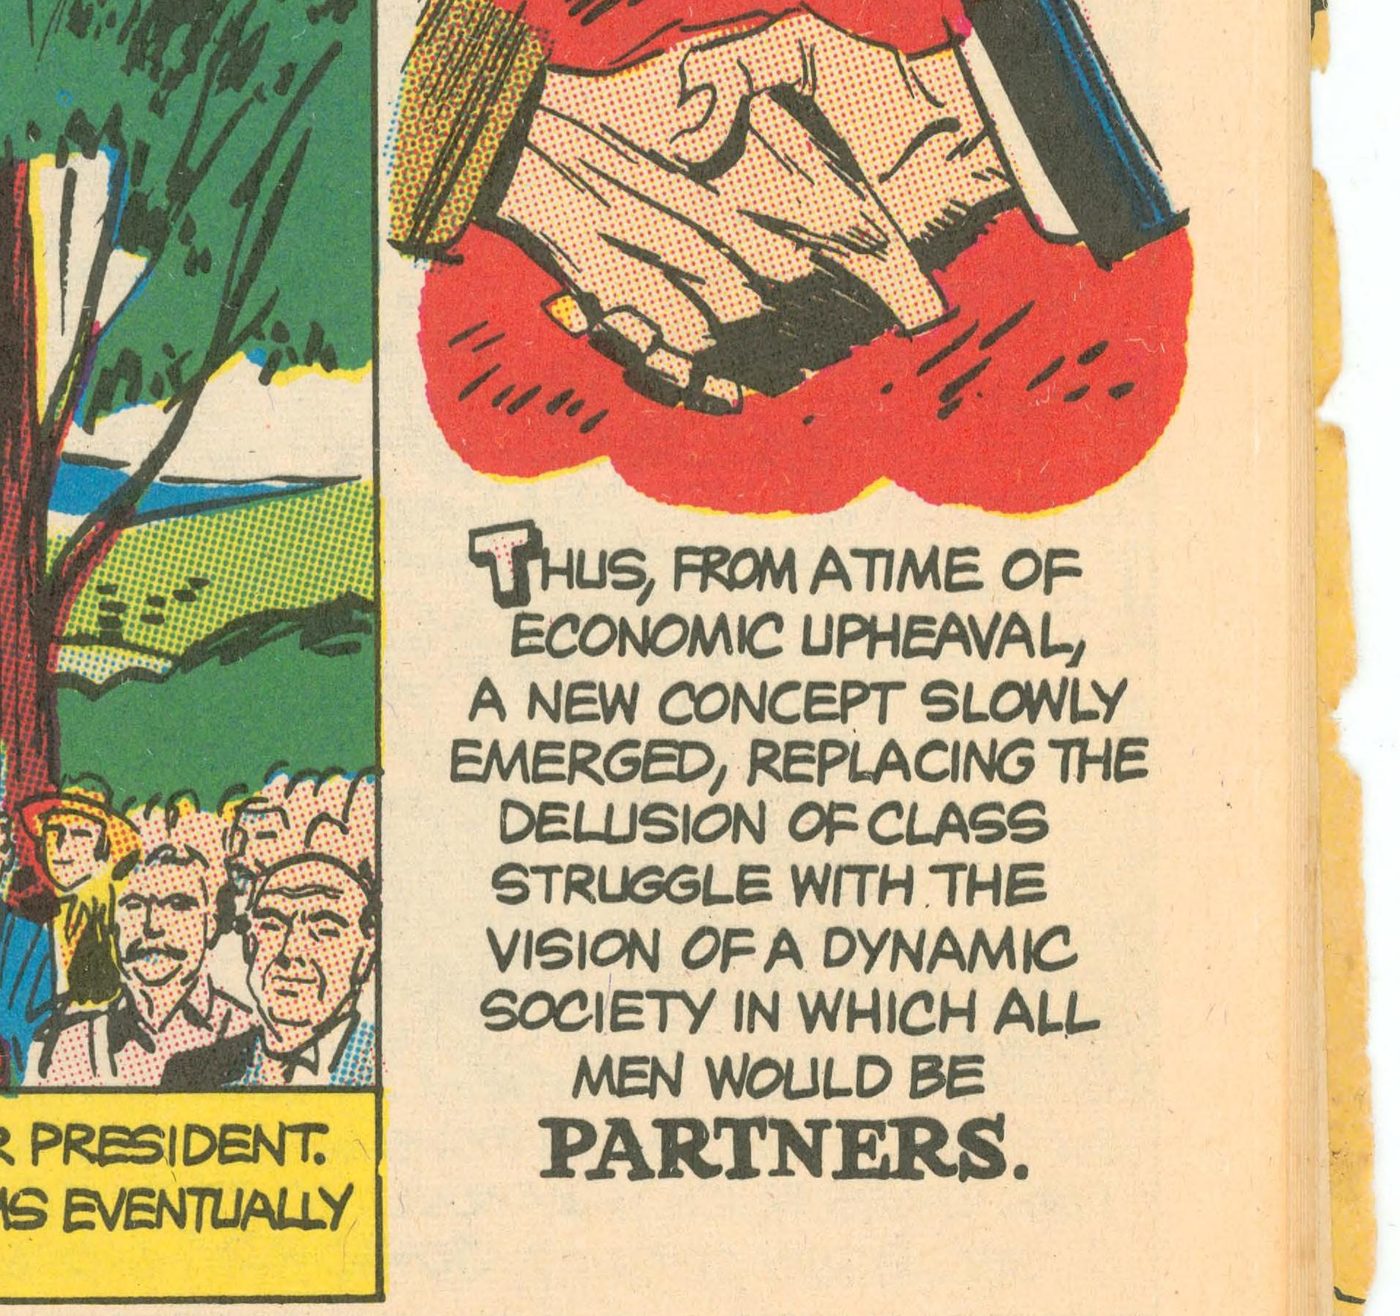 THUS, FROM A TIME OF
ECONOMIC UPHEAVAL,
A NEW CONCEPT SLOWLY
EMERGED, REPLACING THE
DELUSION OF CLASS
STRUGGLE WITH THE
VISION OF A DYNAMIC
SOCIETY IN WHICH ALL
MEN WOULD BE
PARTNERS.
PRESIDENT.
EVENTUALLY